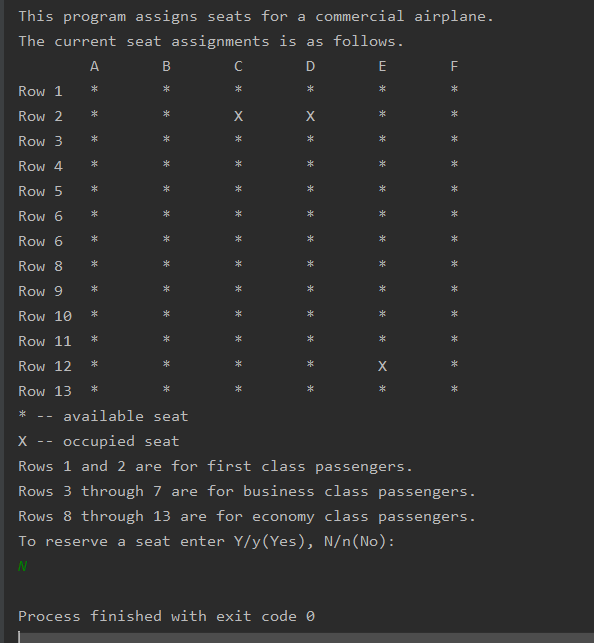 This program assigns seats for a commercial airplane.
The current seat assignments is as follows.
A B C D E F
Row 1 * * * * * *
Row 2 * * X X * *
Row 3 * * * * * *
Row 4 * * * * * *
Row 5 * * * * * *
Row 6 * * * * * *
Row 6 * * * * * *
Row 8 * * * * * *
Row 9 * * * * * *
Row 10 * * * * * *
Row 11 * * * * * *
Row 12 * * * * X *
Row 13 * * * * * *
* -- available seat
X -- occupied seat
Rows 1 and 2 are for first class passengers.
Rows 3 through 7 are for business class passengers.
Rows 8 through 13 are for economy class passengers.
To reserve a seat enter Y/y(Yes), N/n(No):
N
Process finished with exit code 0